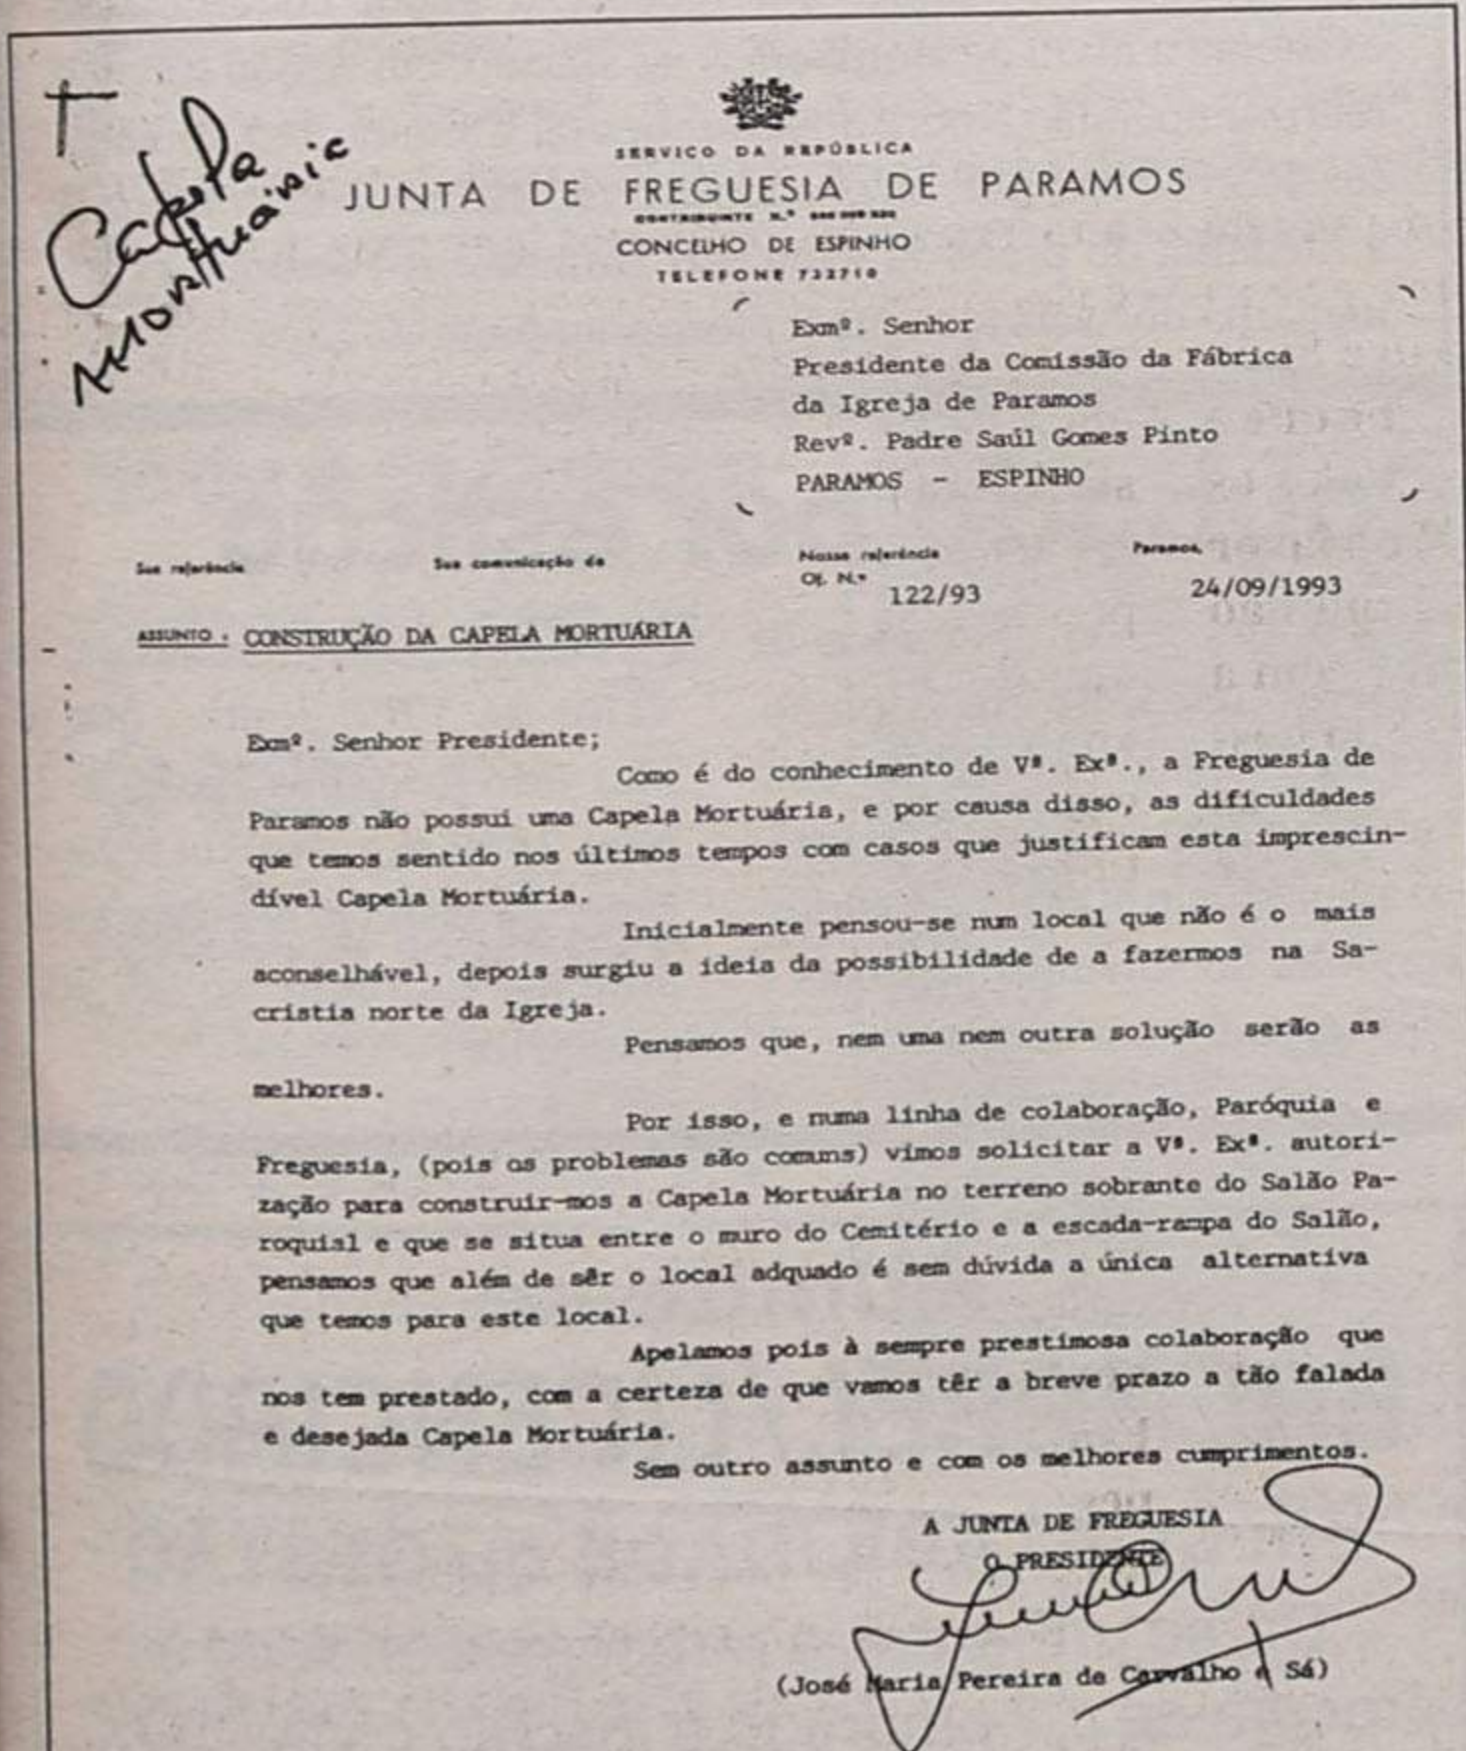 †
Capela
Mortuária
SERVIÇO DA REPÚBLICA
JUNTA DE FREGUESIA DE PARAMOS
CONTRIBUINTE N.º
CONCELHO DE ESPINHO
TELEFONE 732710
Exmº. Senhor
Presidente da Comissão da Fábrica
da Igreja de Paramos
Revº. Padre Saúl Gomes Pinto
PARAMOS - ESPINHO
Sua referência Sua comunicação de Nossa referência Paramos,
Of. N.º 122/93 24/09/1993
ASSUNTO: CONSTRUÇÃO DA CAPELA MORTUÁRIA
Exmº. Senhor Presidente;
Como é do conhecimento de Vª. Exª., a Freguesia de
Paramos não possui uma Capela Mortuária, e por causa disso, as dificuldades
que temos sentido nos últimos tempos com casos que justificam esta imprescin-
dível Capela Mortuária.
Inicialmente pensou-se num local que não é o mais
aconselhável, depois surgiu a ideia da possibilidade de a fazermos na Sa-
cristia norte da Igreja.
Pensamos que, nem uma nem outra solução serão as
melhores.
Por isso, e numa linha de colaboração, Paróquia e
Freguesia, (pois os problemas são comuns) vimos solicitar a Vª. Exª. autori-
zação para construir-mos a Capela Mortuária no terreno sobrante do Salão Pa-
roquial e que se situa entre o muro do Cemitério e a escada-rampa do Salão,
pensamos que além de sêr o local adquado é sem dúvida a única alternativa
que temos para este local.
Apelamos pois à sempre prestimosa colaboração que
nos tem prestado, com a certeza de que vamos têr a breve prazo a tão falada
e desejada Capela Mortuária.
Sem outro assunto e com os melhores cumprimentos.
A JUNTA DE FREGUESIA
O PRESIDENTE
(José Maria Pereira de Carvalho e Sá)